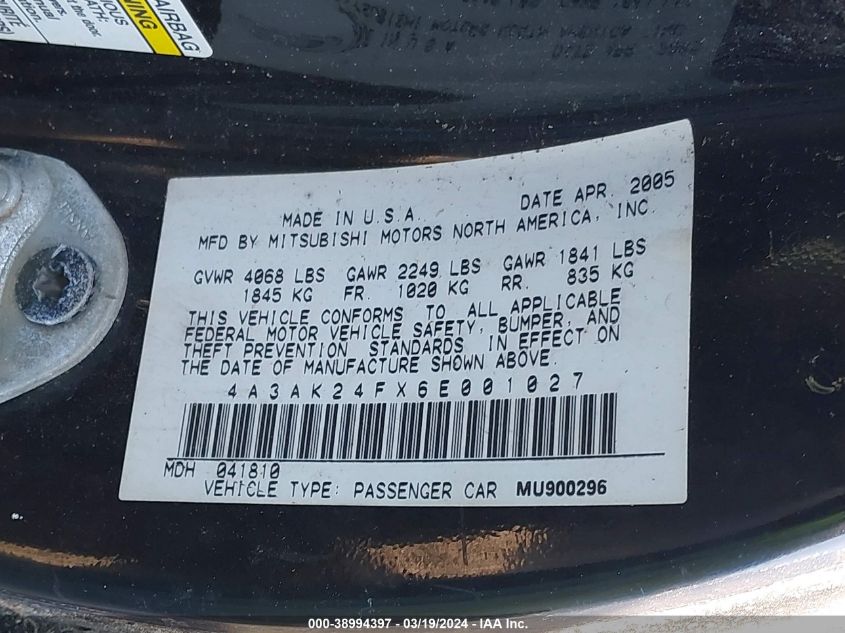 AIRBAG
WARNING
MADE IN U.S.A. DATE APR. 2005
MFD BY MITSUBISHI MOTORS NORTH AMERICA, INC.
GVWR 4068 LBS GAWR 2249 LBS GAWR 1841 LBS
1845 KG FR. 1020 KG RR. 835 KG
THIS VEHICLE CONFORMS TO ALL APPLICABLE
FEDERAL MOTOR VEHICLE SAFETY, BUMPER, AND
THEFT PREVENTION STANDARDS IN EFFECT ON
THE DATE OF MANUFACTURE SHOWN ABOVE.
4A3AK24FX6E001027
MDH 041810
VEHICLE TYPE: PASSENGER CAR MU900296
000-38994397 - 03/19/2024 - IAA Inc.